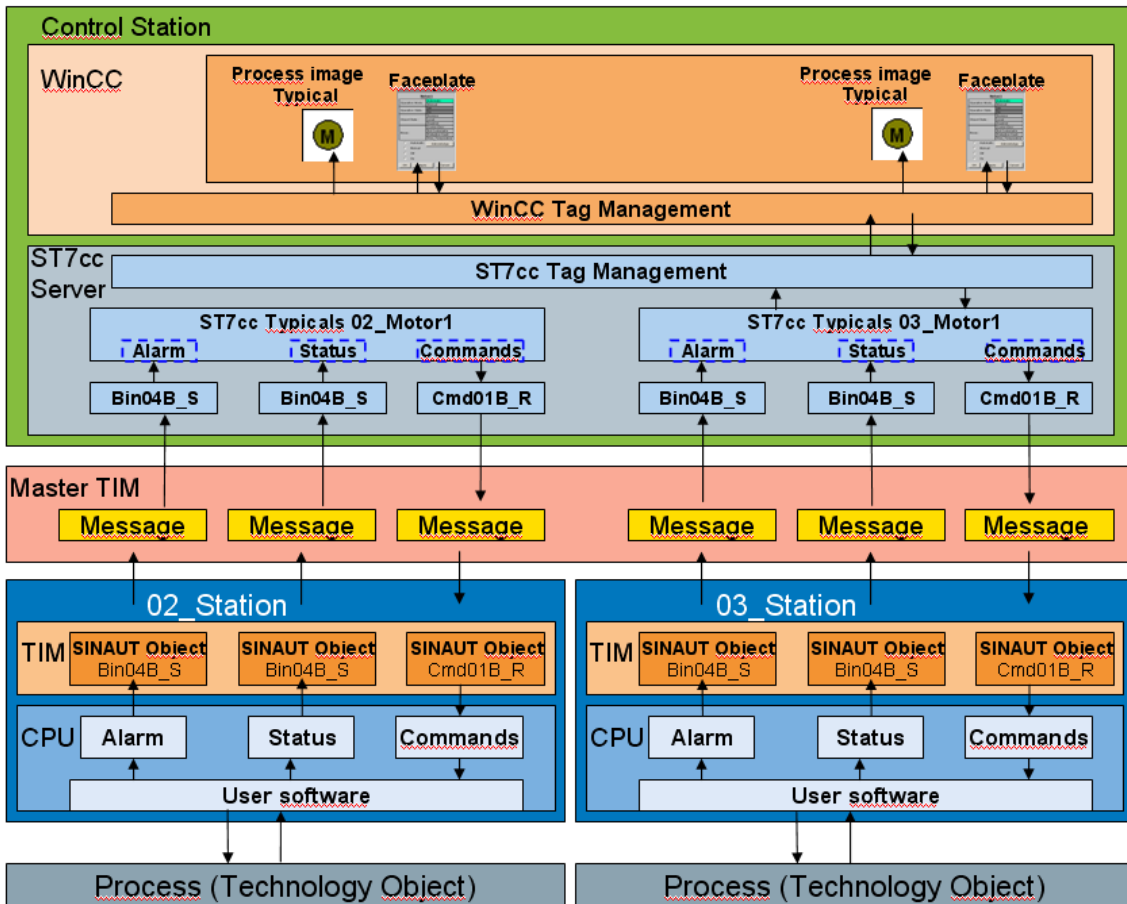 Control Station
WinCC
Process image
Typical
Faceplate
Process image
Typical
Faceplate
M
M
WinCC Tag Management
ST7cc
Server
ST7cc Tag Management
ST7cc Typicals 02_Motor1
ST7cc Typicals 03_Motor1
Alarm
Status
Commands
Alarm
Status
Commands
Bin04B_S
Bin04B_S
Cmd01B_R
Bin04B_S
Bin04B_S
Cmd01B_R
Master TIM
Message
Message
Message
Message
Message
Message
02_Station
03_Station
TIM
SINAUT Object
Bin04B_S
SINAUT Object
Bin04B_S
SINAUT Object
Cmd01B_R
TIM
SINAUT Object
Bin04B_S
SINAUT Object
Bin04B_S
SINAUT Object
Cmd01B_R
CPU
Alarm
Status
Commands
CPU
Alarm
Status
Commands
User software
User software
Process (Technology Object)
Process (Technology Object)